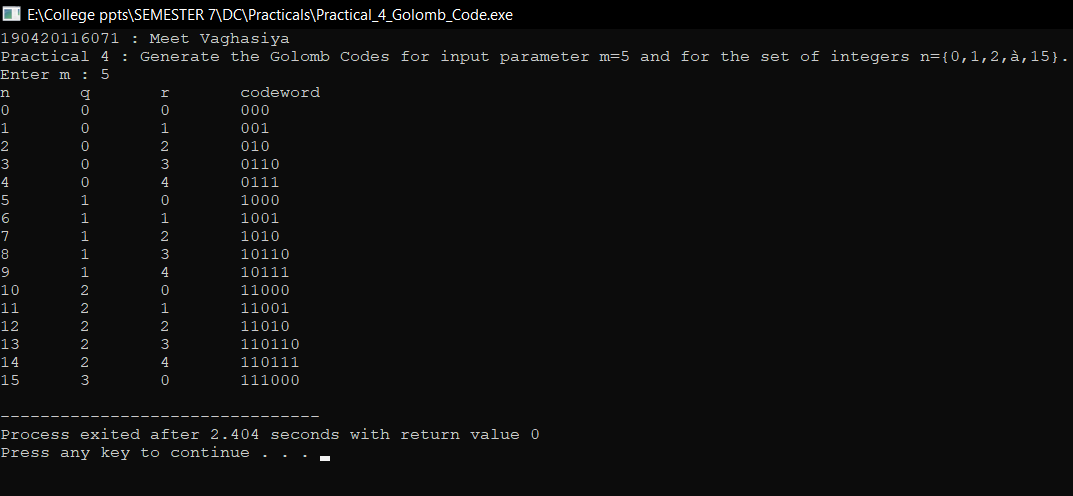 E:\College ppts\SEMESTER 7\DC\Practicals\Practical_4_Golomb_Code.exe
190420116071 : Meet Vaghasiya
Practical 4 : Generate the Golomb Codes for input parameter m=5 and for the set of integers n={0,1,2,à,15}.
Enter m : 5
n q r codeword
0 0 0 000
1 0 1 001
2 0 2 010
3 0 3 0110
4 0 4 0111
5 1 0 1000
6 1 1 1001
7 1 2 1010
8 1 3 10110
9 1 4 10111
10 2 0 11000
11 2 1 11001
12 2 2 11010
13 2 3 110110
14 2 4 110111
15 3 0 111000
--------------------------------
Process exited after 2.404 seconds with return value 0
Press any key to continue . . .